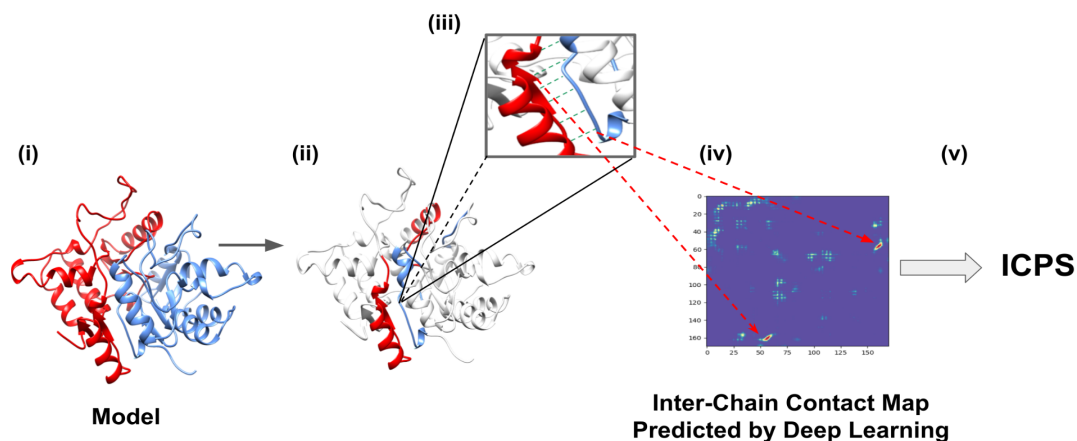 (iii)
(i)
(ii)
(iv)
(v)
0
20
40
60
80
100
120
140
160
0
25
50
75
100
125
150
ICPS
Model
Inter-Chain Contact Map
Predicted by Deep Learning